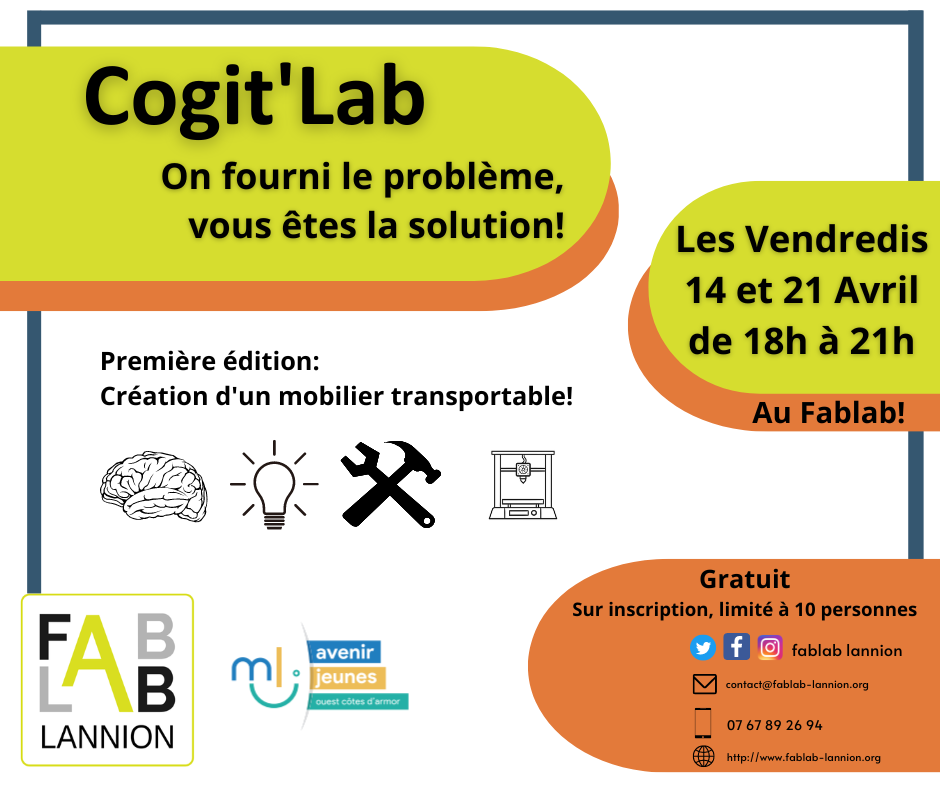 Cogit'Lab
On fourni le problème,
vous êtes la solution!
Les Vendredis
14 et 21 Avril
de 18h à 21h
Au Fablab!
Première édition:
Création d'un mobilier transportable!
Gratuit
Sur inscription, limité à 10 personnes
fablab lannion
contact@fablab-lannion.org
07 67 89 26 94
http://www.fablab-lannion.org
FAB
LAB
LANNION
ml:
avenir
jeunes
ouest côtes d'armor